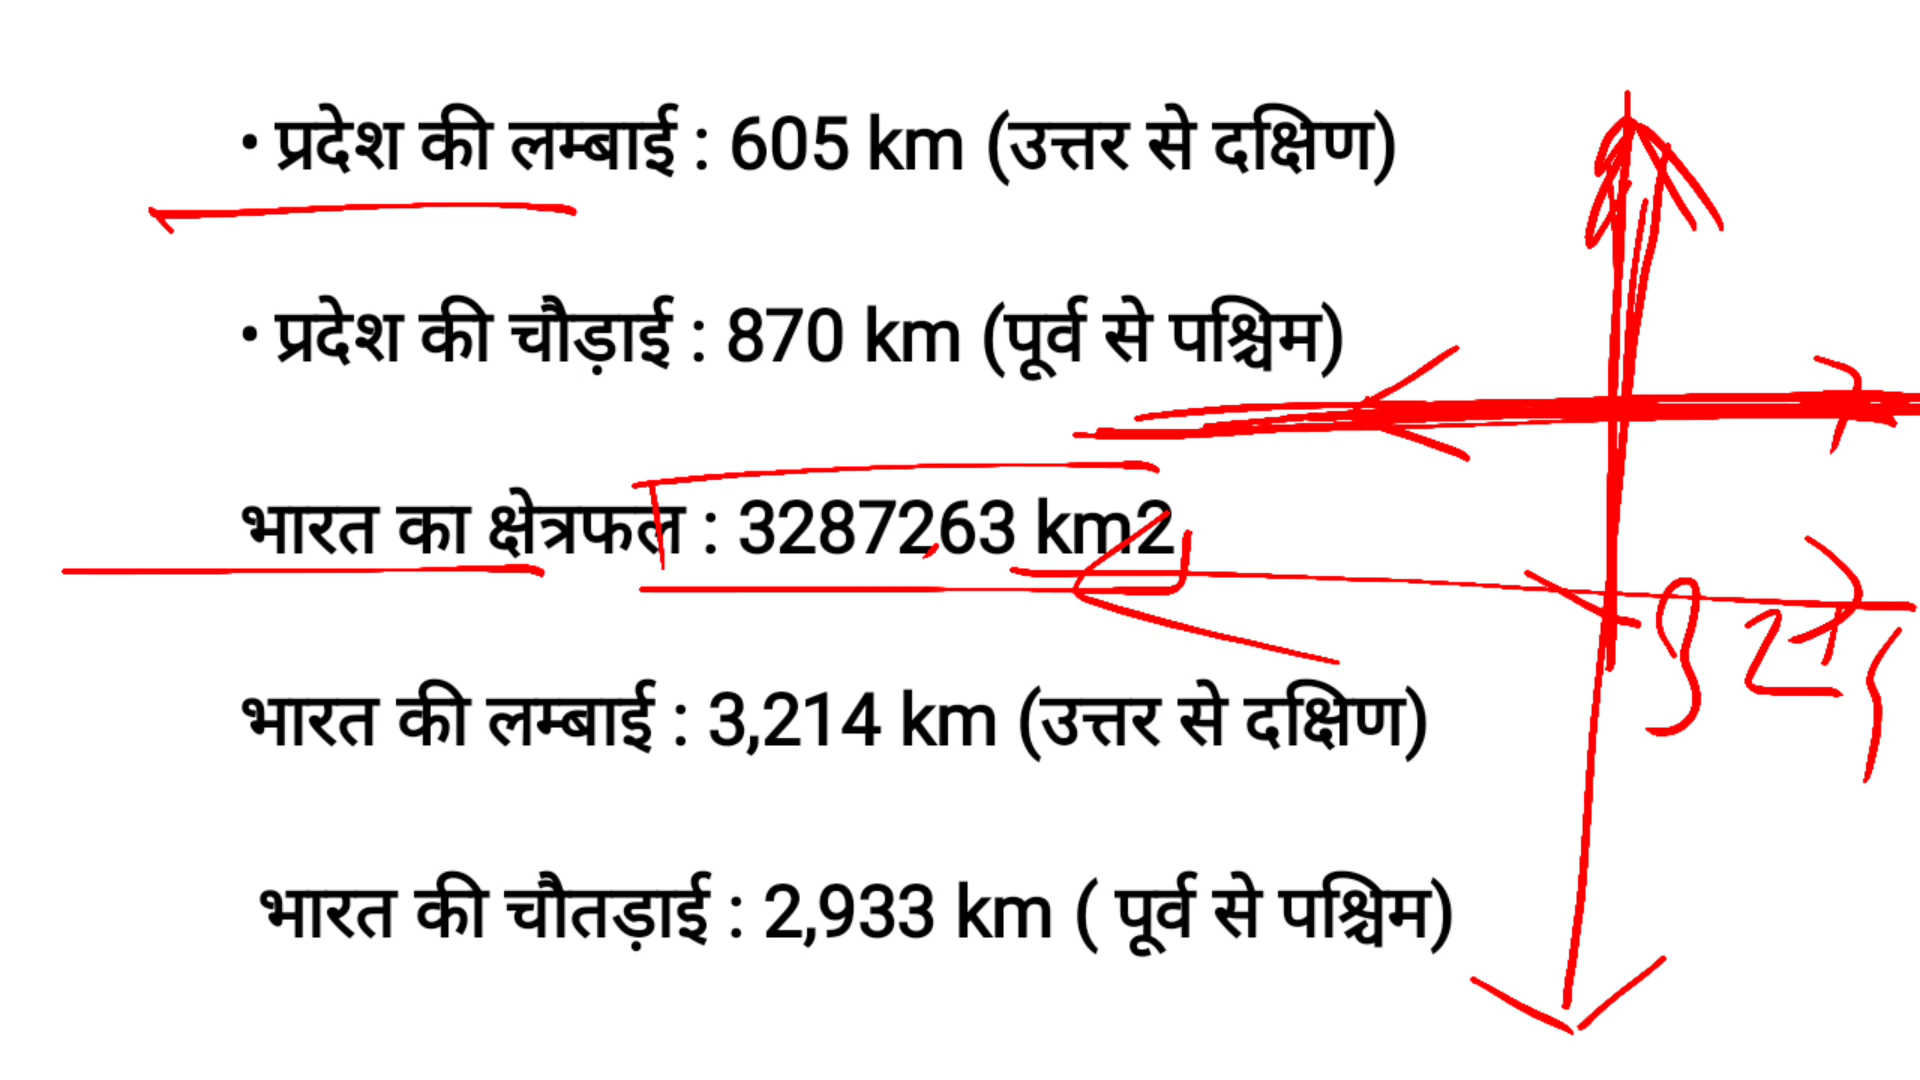 • प्रदेश की लम्बाई : 605 km (उत्तर से दक्षिण)
• प्रदेश की चौड़ाई : 870 km (पूर्व से पश्चिम)
भारत का क्षेत्रफल : 3287263 km2
भारत की लम्बाई : 3,214 km (उत्तर से दक्षिण)
भारत की चौतड़ाई : 2,933 km ( पूर्व से पश्चिम)